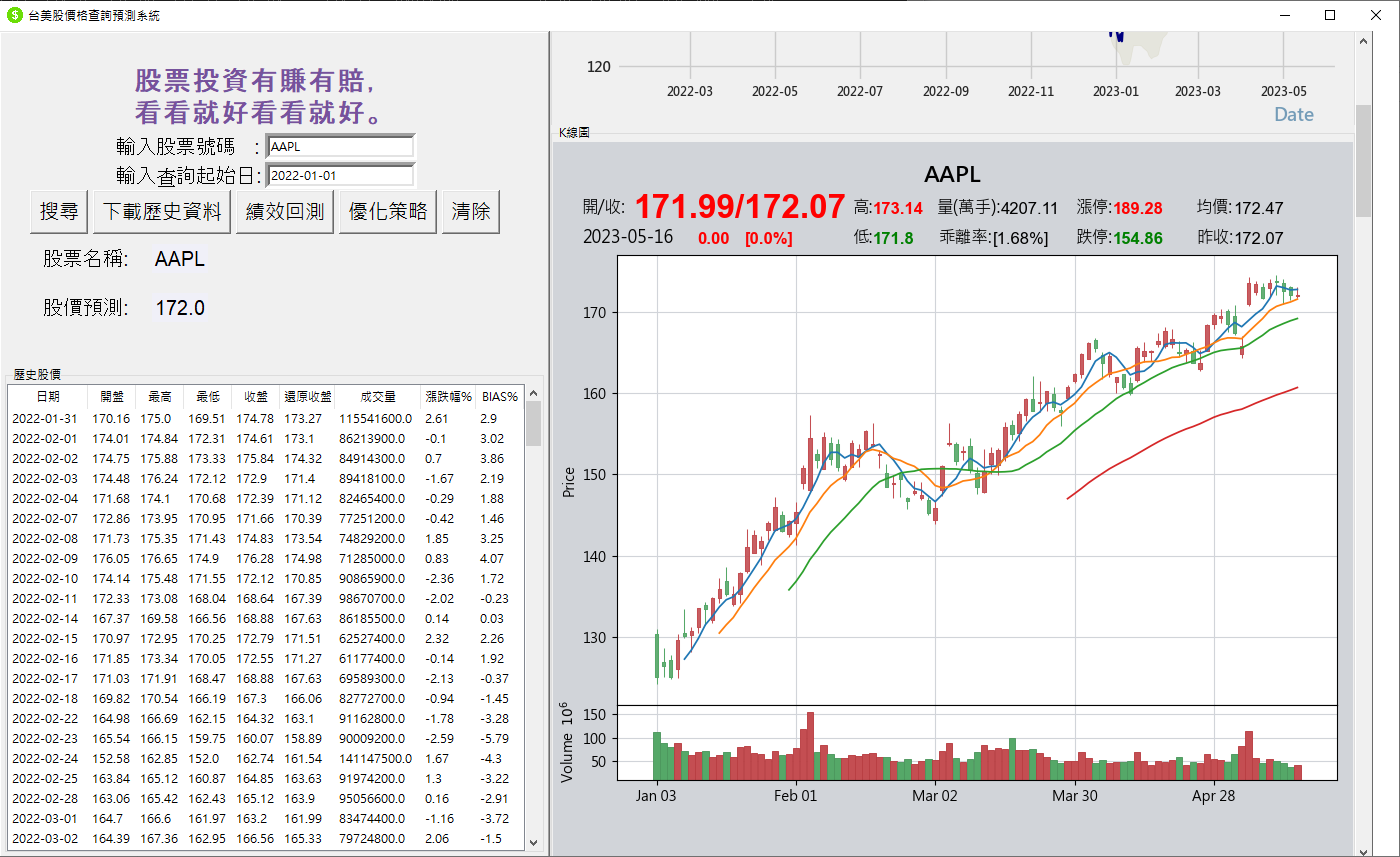 台美股價格查詢預測系統
股票投資有賺有賠,
看看就好看看就好。
輸入股票號碼 : AAPL
輸入查詢起始日: 2022-01-01
搜尋 下載歷史資料 績效回測 優化策略 清除
股票名稱: AAPL
股價預測: 172.0
歷史股價
日期 開盤 最高 最低 收盤 還原收盤 成交量 漲跌幅% BIAS%
2022-01-31 170.16 175.0 169.51 174.78 173.27 115541600.0 2.61 2.9
2022-02-01 174.01 174.84 172.31 174.61 173.1 86213900.0 -0.1 3.02
2022-02-02 174.75 175.88 173.33 175.84 174.32 84914300.0 0.7 3.86
2022-02-03 174.48 176.24 172.12 172.9 171.4 89418100.0 -1.67 2.19
2022-02-04 171.68 174.1 170.68 172.39 171.12 82465400.0 -0.29 1.88
2022-02-07 172.86 173.95 170.95 171.66 170.39 77251200.0 -0.42 1.46
2022-02-08 171.73 175.35 171.43 174.83 173.54 74829200.0 1.85 3.25
2022-02-09 176.05 176.65 174.9 176.28 174.98 71285000.0 0.83 4.07
2022-02-10 174.14 175.48 171.55 172.12 170.85 90865900.0 -2.36 1.72
2022-02-11 172.33 173.08 168.04 168.64 167.39 98670700.0 -2.02 -0.23
2022-02-14 167.37 169.58 166.56 168.88 167.63 86185500.0 0.14 0.03
2022-02-15 170.97 172.95 170.25 172.79 171.51 62527400.0 2.32 2.26
2022-02-16 171.85 173.34 170.05 172.55 171.27 61177400.0 -0.14 1.92
2022-02-17 171.03 171.91 168.47 168.88 167.63 69589300.0 -2.13 -0.37
2022-02-18 169.82 170.54 166.19 167.3 166.06 82772700.0 -0.94 -1.45
2022-02-22 164.98 166.69 162.15 164.32 163.1 91162800.0 -1.78 -3.28
2022-02-23 165.54 166.15 159.75 160.07 158.89 90009200.0 -2.59 -5.79
2022-02-24 152.58 162.85 152.0 162.74 161.54 141147500.0 1.67 -4.3
2022-02-25 163.84 165.12 160.87 164.85 163.63 91974200.0 1.3 -3.22
2022-02-28 163.06 165.42 162.43 165.12 163.9 95056600.0 0.16 -2.91
2022-03-01 164.7 166.6 161.97 163.2 161.99 83474400.0 -1.16 -3.72
2022-03-02 164.39 167.36 162.95 166.56 165.33 79724800.0 2.06 -1.5
120
2022-03 2022-05 2022-07 2022-09 2022-11 2023-01 2023-03 2023-05
Date
K線圖
AAPL
開/收: 171.99/172.07 高:173.14 量(萬手):4207.11 漲停:189.28 均價:172.47
2023-05-16 0.00 [0.0%] 低:171.8 乖離率:[1.68%] 跌停:154.86 昨收:172.07
170
160
150
140
130
Price
150
100
50
Volume 10⁶
Jan 03 Feb 01 Mar 02 Mar 30 Apr 28